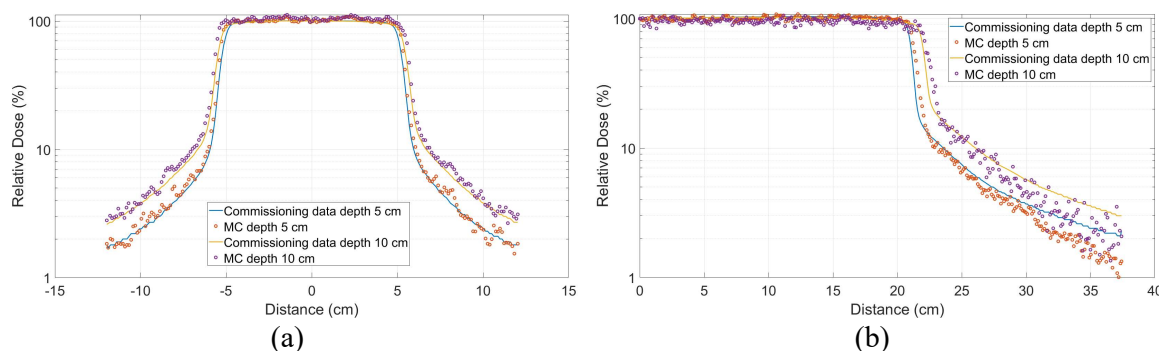 100
10
1
Relative Dose (%)
Commissioning data depth 5 cm
MC depth 5 cm
Commissioning data depth 10 cm
MC depth 10 cm
-15 -10 -5 0 5 10 15
Distance (cm)
(a)
100
10
1
Relative Dose (%)
Commissioning data depth 5 cm
MC depth 5 cm
Commissioning data depth 10 cm
MC depth 10 cm
0 5 10 15 20 25 30 35 40
Distance (cm)
(b)